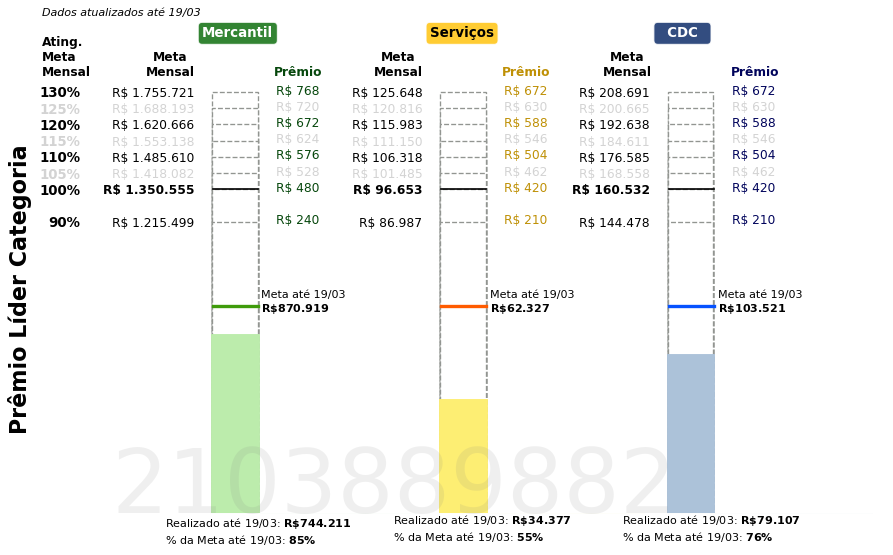 Dados atualizados até 19/03
Mercantil Serviços CDC
Ating.
Meta
Mensal
Meta
Mensal Prêmio Meta
Mensal Prêmio Meta
Mensal Prêmio
130% R$ 1.755.721 R$ 768 R$ 125.648 R$ 672 R$ 208.691 R$ 672
125% R$ 1.688.193 R$ 720 R$ 120.816 R$ 630 R$ 200.665 R$ 630
120% R$ 1.620.666 R$ 672 R$ 115.983 R$ 588 R$ 192.638 R$ 588
115% R$ 1.553.138 R$ 624 R$ 111.150 R$ 546 R$ 184.611 R$ 546
110% R$ 1.485.610 R$ 576 R$ 106.318 R$ 504 R$ 176.585 R$ 504
105% R$ 1.418.082 R$ 528 R$ 101.485 R$ 462 R$ 168.558 R$ 462
100% R$ 1.350.555 R$ 480 R$ 96.653 R$ 420 R$ 160.532 R$ 420
90% R$ 1.215.499 R$ 240 R$ 86.987 R$ 210 R$ 144.478 R$ 210
Prêmio Líder Categoria
Meta até 19/03 Meta até 19/03 Meta até 19/03
R$870.919 R$62.327 R$103.521
2103889882
Realizado até 19/03: R$744.211 Realizado até 19/03: R$34.377 Realizado até 19/03: R$79.107
% da Meta até 19/03: 85% % da Meta até 19/03: 55% % da Meta até 19/03: 76%